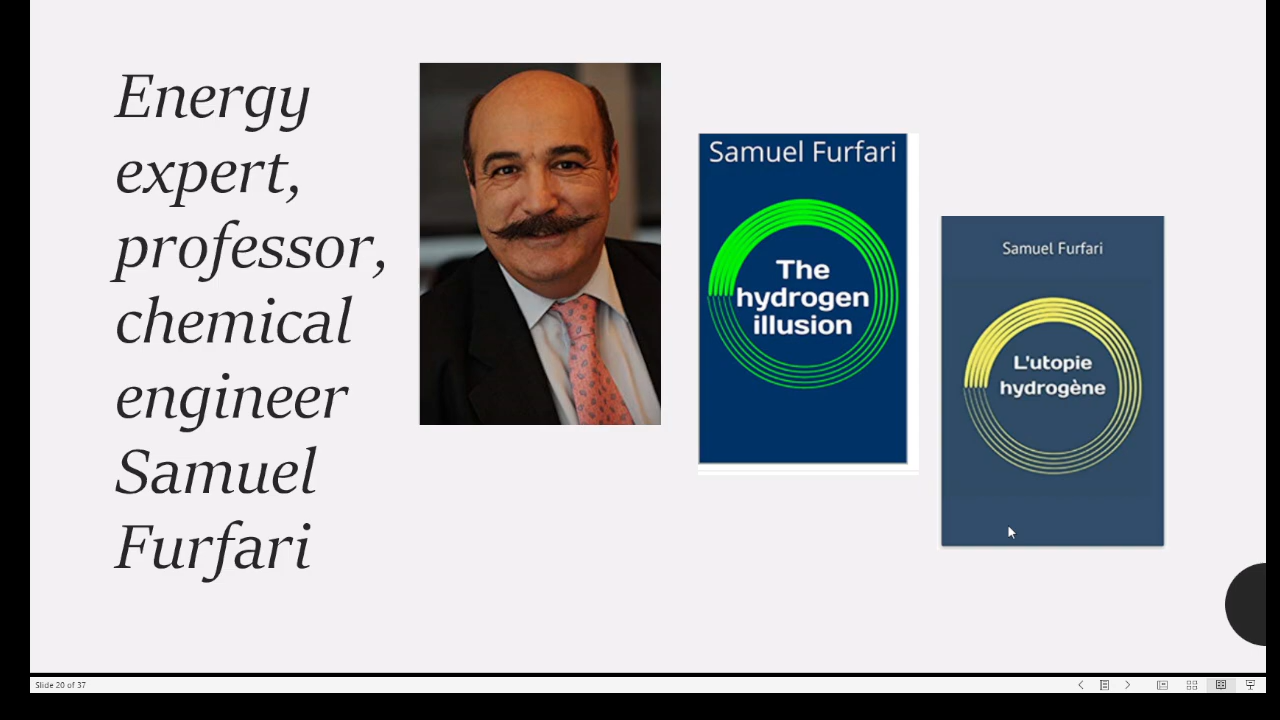 Energy
expert,
professor,
chemical
engineer
Samuel
Furfari
Samuel Furfari
The
hydrogen
illusion
Samuel Furfari
L'utopie
hydrogène
Slide 20 of 37